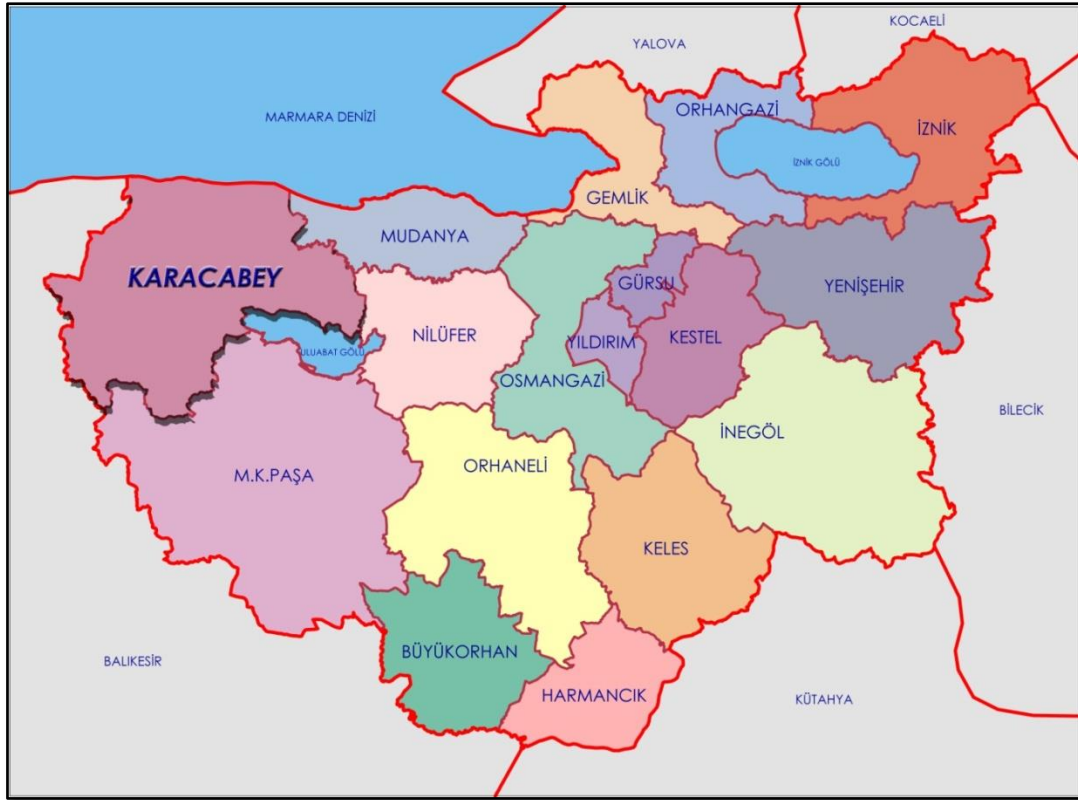 KOCAELİ
YALOVA
ORHANGAZİ
MARMARA DENİZİ
İZNİK
İZNİK GÖLÜ
GEMLİK
MUDANYA
KARACABEY
GÜRSU
YENİŞEHİR
NİLÜFER
YILDIRIM
KESTEL
ULUABAT GÖLÜ
OSMANGAZİ
BİLECİK
İNEGÖL
ORHANELİ
M.K.PAŞA
KELES
BÜYÜKORHAN
BALIKESİR
HARMANCIK
KÜTAHYA